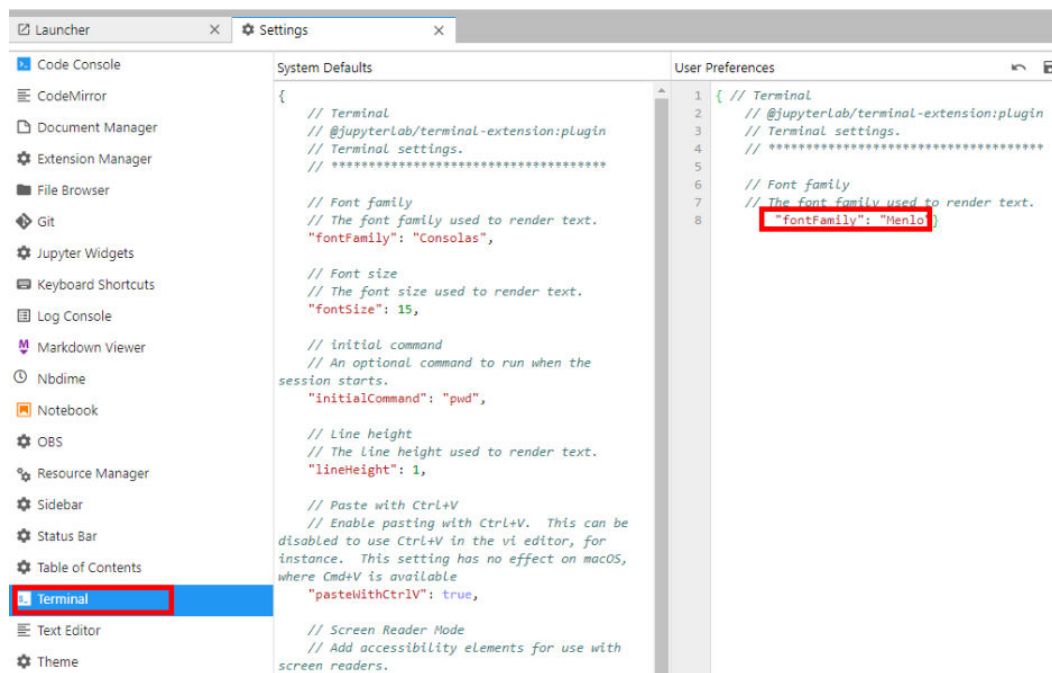 Launcher
Settings
Code Console
CodeMirror
Document Manager
Extension Manager
File Browser
Git
Jupyter Widgets
Keyboard Shortcuts
Log Console
Markdown Viewer
Nbdime
Notebook
OBS
Resource Manager
Sidebar
Status Bar
Table of Contents
Terminal
Text Editor
Theme
System Defaults
{
// Terminal
// @jupyterlab/terminal-extension:plugin
// Terminal settings.
// *************************************
// Font family
// The font family used to render text.
"fontFamily": "Consolas",
// Font size
// The font size used to render text.
"fontSize": 15,
// initial command
// An optional command to run when the
session starts.
"initialCommand": "pwd",
// Line height
// The line height used to render text.
"lineHeight": 1,
// Paste with Ctrl+V
// Enable pasting with Ctrl+V.  This can be
disabled to use Ctrl+V in the vi editor, for
instance.  This setting has no effect on macOS,
where Cmd+V is available
"pasteWithCtrlV": true,
// Screen Reader Mode
// Add accessibility elements for use with
screen readers.
User Preferences
1 { // Terminal
2 // @jupyterlab/terminal-extension:plugin
3 // Terminal settings.
4 // *************************************
5
6 // Font family
7 // The font family used to render text.
8 "fontFamily": "Menlo"}